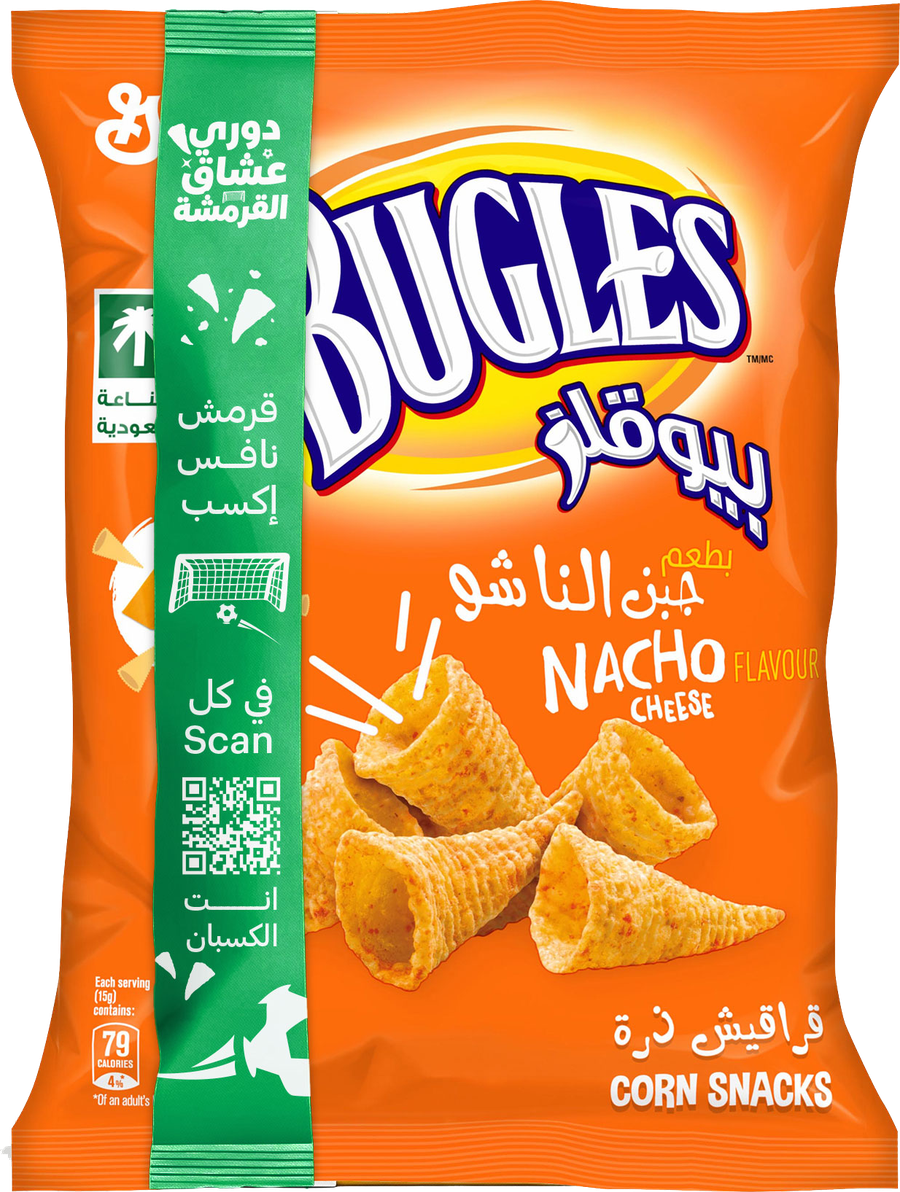 دوري
عشاق
القرمشة
BUGLES
TM/MC
بيوقلز
قرمش
نافس
إكسب
بطعم
جبن الناشو
NACHO
CHEESE
FLAVOUR
في كل
Scan
انت
الكسبان
Each serving
(15g)
contains:
79
CALORIES
4%*
*Of an adult's
قراقيش ذرة
CORN SNACKS